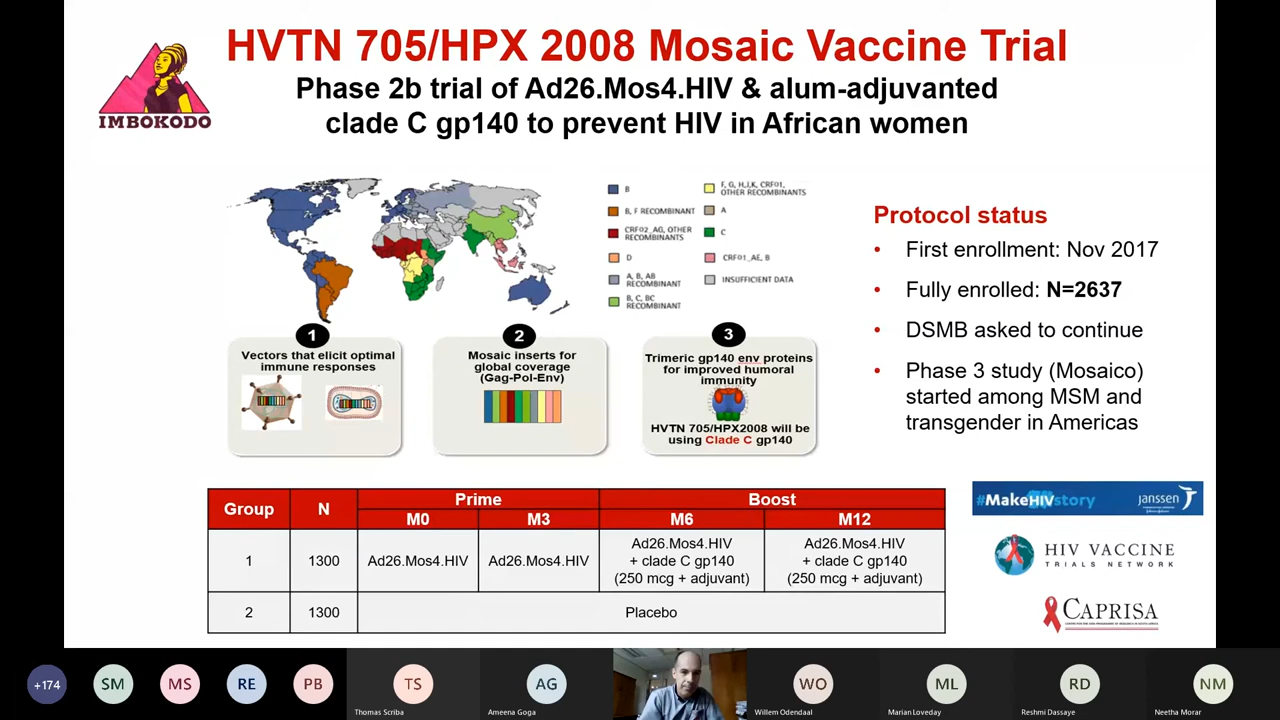 HVTN 705/HPX 2008 Mosaic Vaccine Trial
IMBOKODO
Phase 2b trial of Ad26.Mos4.HIV & alum-adjuvanted
clade C gp140 to prevent HIV in African women
B
F, G, H,J,K, CRF01,
OTHER RECOMBINANTS
B, F RECOMBINANT
A
CRF02_AG, OTHER
RECOMBINANTS
C
D
CRF01_AE, B
A, B, AB
RECOMBINANT
INSUFFICIENT DATA
B, C, BC
RECOMBINANT
Protocol status
• First enrollment: Nov 2017
• Fully enrolled: N=2637
• DSMB asked to continue
• Phase 3 study (Mosaico)
started among MSM and
transgender in Americas
1
Vectors that elicit optimal
immune responses
2
Mosaic inserts for
global coverage
(Gag-Pol-Env)
3
Trimeric gp140 env proteins
for improved humoral
immunity
HVTN 705/HPX2008 will be
using Clade C gp140
Group N Prime Boost
M0 M3 M6 M12
1 1300 Ad26.Mos4.HIV Ad26.Mos4.HIV
Ad26.Mos4.HIV
+ clade C gp140
(250 mcg + adjuvant)
Ad26.Mos4.HIV
+ clade C gp140
(250 mcg + adjuvant)
2 1300 Placebo
#MakeHIVstory
janssen
HIV VACCINE
TRIALS NETWORK
CAPRISA
+174
SM
MS
RE
PB
TS
Thomas Scriba
AG
Ameena Goga
WO
Willem Odendaal
ML
Marian Loveday
RD
Reshmi Dassaye
NM
Neetha Morar